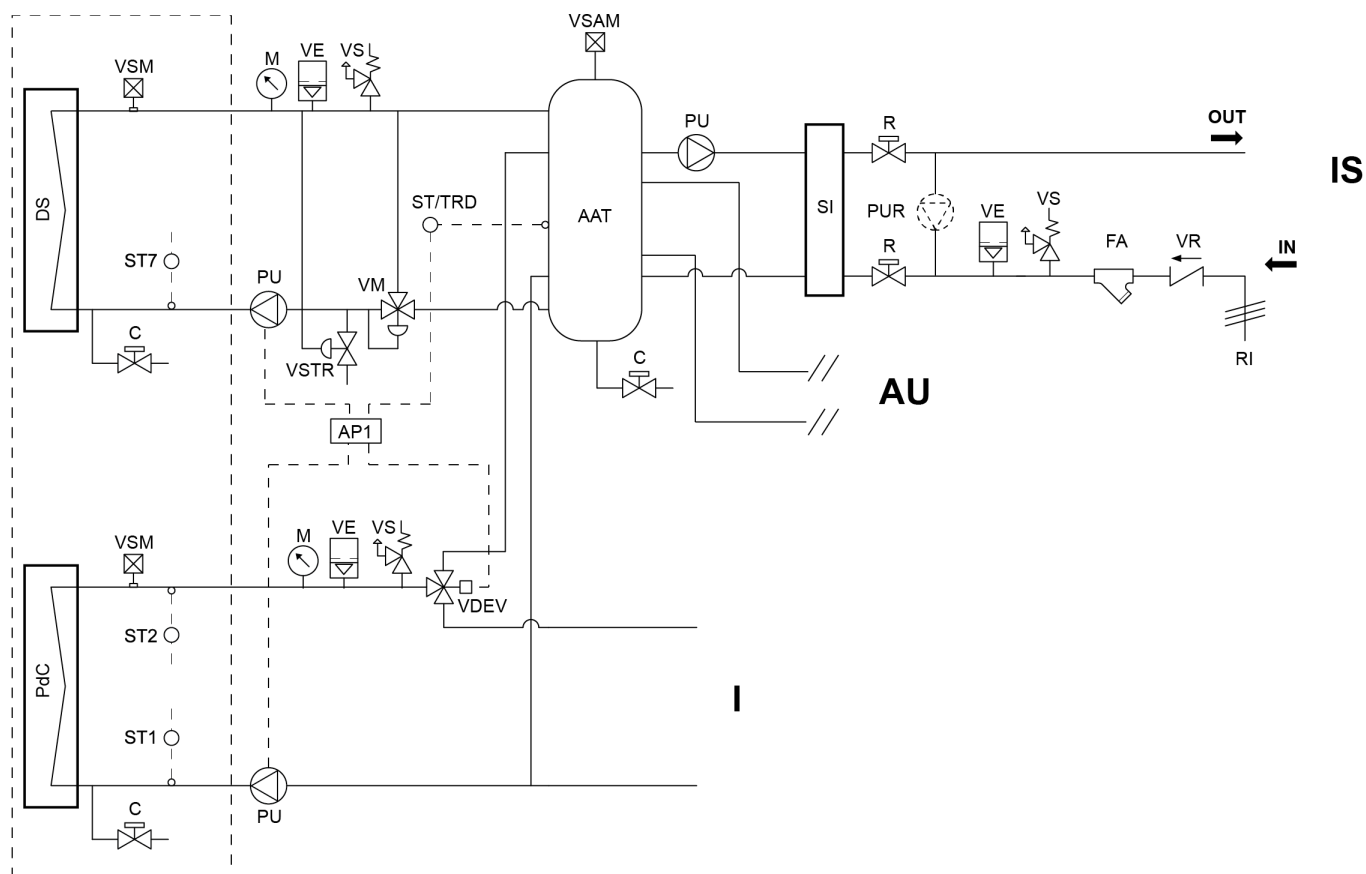 VSAM
M
VE
VS
VSM
PU
R
OUT
IS
DS
ST/TRD
AAT
SI
PUR
VE
VS
FA
VR
IN
ST7
PU
VM
R
C
VSTR
C
RI
AU
AP1
VSM
M
VE
VS
VDEV
ST2
PdC
I
ST1
C
PU